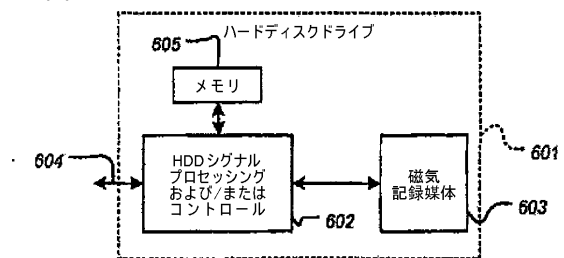 ハードディスクドライブ
605
メモリ
604
HDDシグナル
プロセッシング
および/または
コントロール
602
磁気
記録媒体
601
603